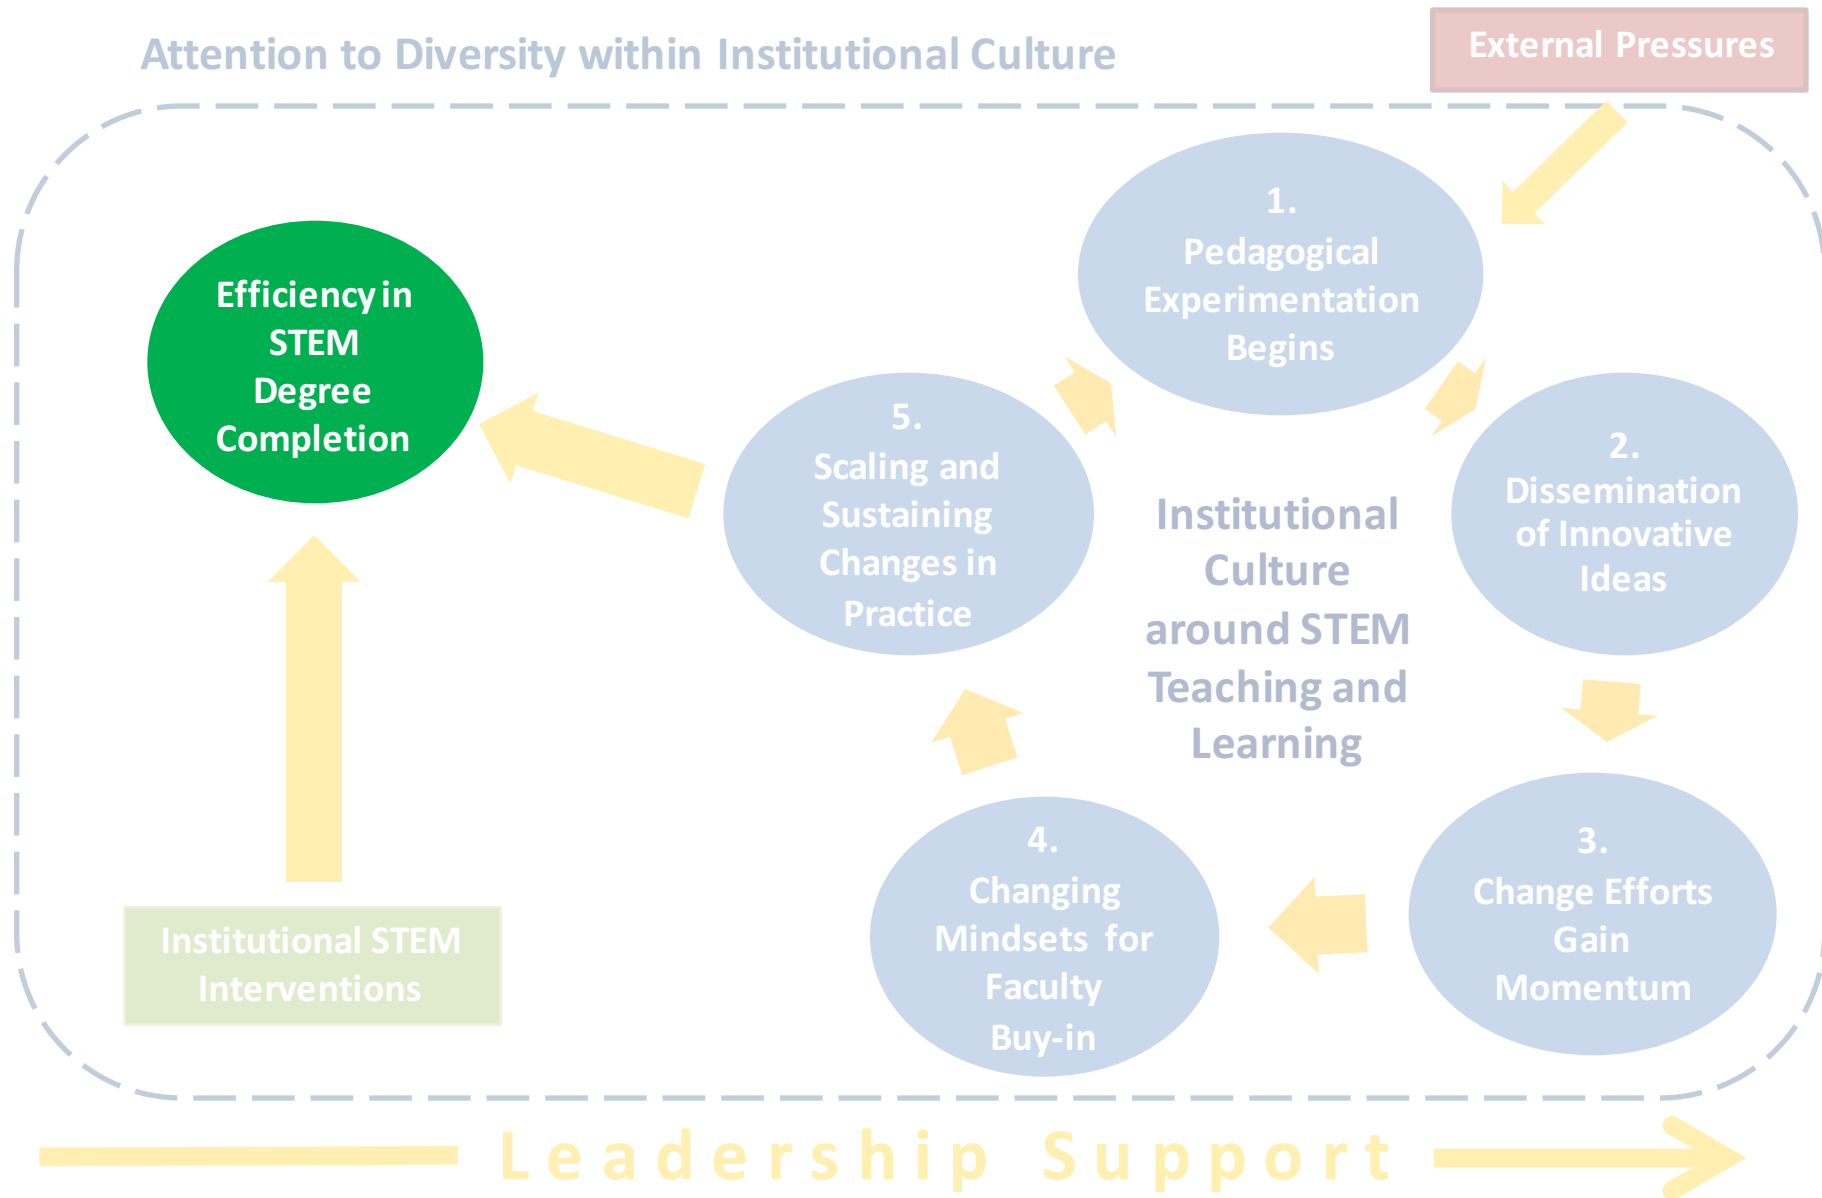 Attention to Diversity within Institutional Culture
External Pressures
1.
Pedagogical
Experimentation
Begins
Efficiency in
STEM
Degree
Completion
5.
Scaling and
Sustaining
Changes in
Practice
2.
Dissemination
of Innovative
Ideas
Institutional
Culture
around STEM
Teaching and
Learning
4.
Changing
Mindsets for
Faculty
Buy-in
3.
Change Efforts
Gain
Momentum
Institutional STEM
Interventions
Leadership Support